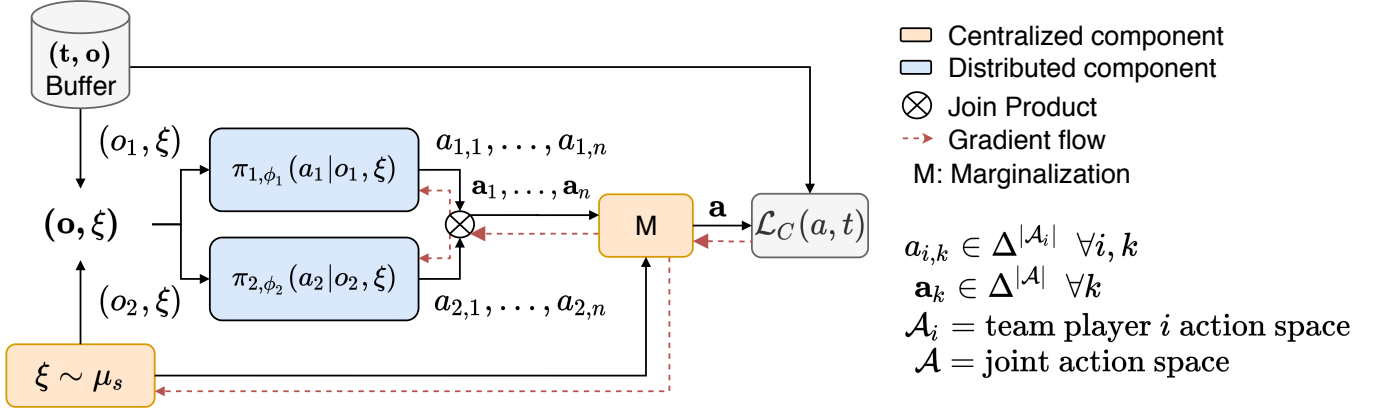 (t, o)
Buffer
(o₁, ξ)
π₁,ϕ₁(a₁|o₁, ξ)
a₁,₁, . . . , a₁,ₙ
a₁, . . . , aₙ
(o, ξ)
M
a
ℒ_C(a, t)
π₂,ϕ₂(a₂|o₂, ξ)
(o₂, ξ)
a₂,₁, . . . , a₂,ₙ
ξ ∼ μₛ
Centralized component
Distributed component
Join Product
Gradient flow
M: Marginalization
a_{i,k} ∈ Δ^{|𝒜ᵢ|} ∀i, k
a_k ∈ Δ^{|𝒜|} ∀k
𝒜ᵢ = team player i action space
𝒜 = joint action space